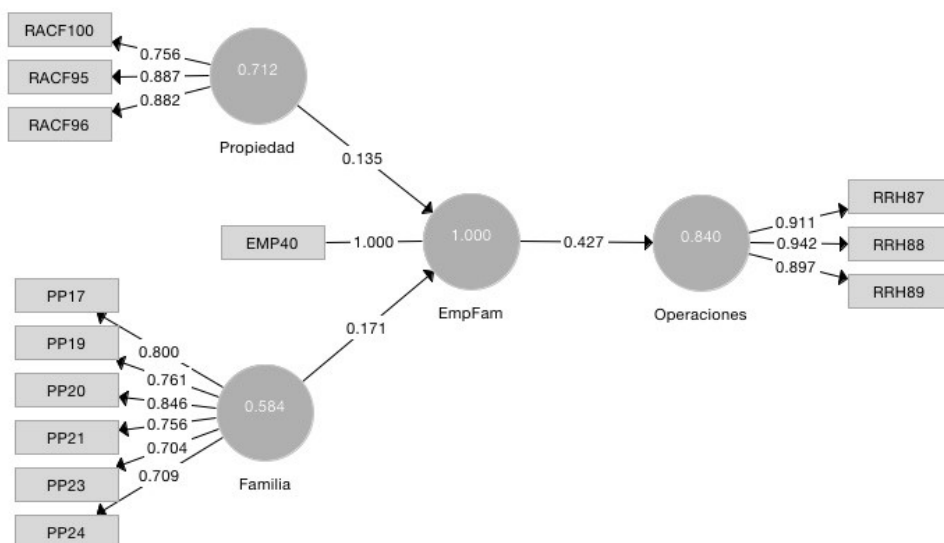 RACF100
0.756
RACF95
0.887
RACF96
0.882
0.712
Propiedad
0.135
EMP40
1.000
1.000
EmpFam
0.427
0.840
Operaciones
0.911
RRH87
0.942
RRH88
0.897
RRH89
0.171
PP17
0.800
PP19
0.761
PP20
0.846
PP21
0.756
PP23
0.704
PP24
0.709
0.584
Familia